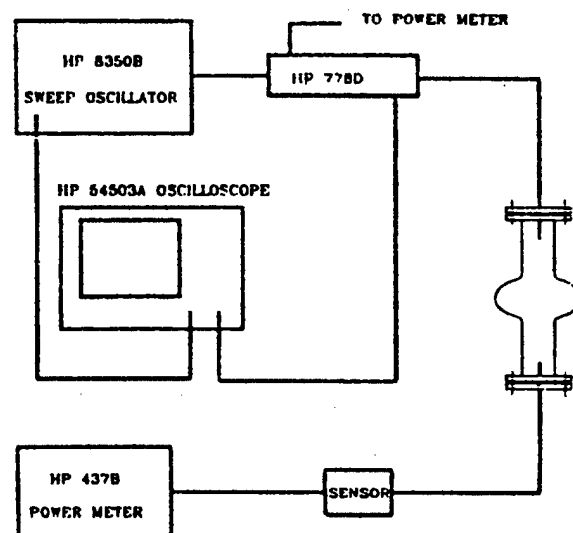 TO POWER METER
HP 8350B
SWEEP OSCILLATOR
HP 778D
HP 54503A OSCILLOSCOPE
HP 437B
POWER METER
SENSOR